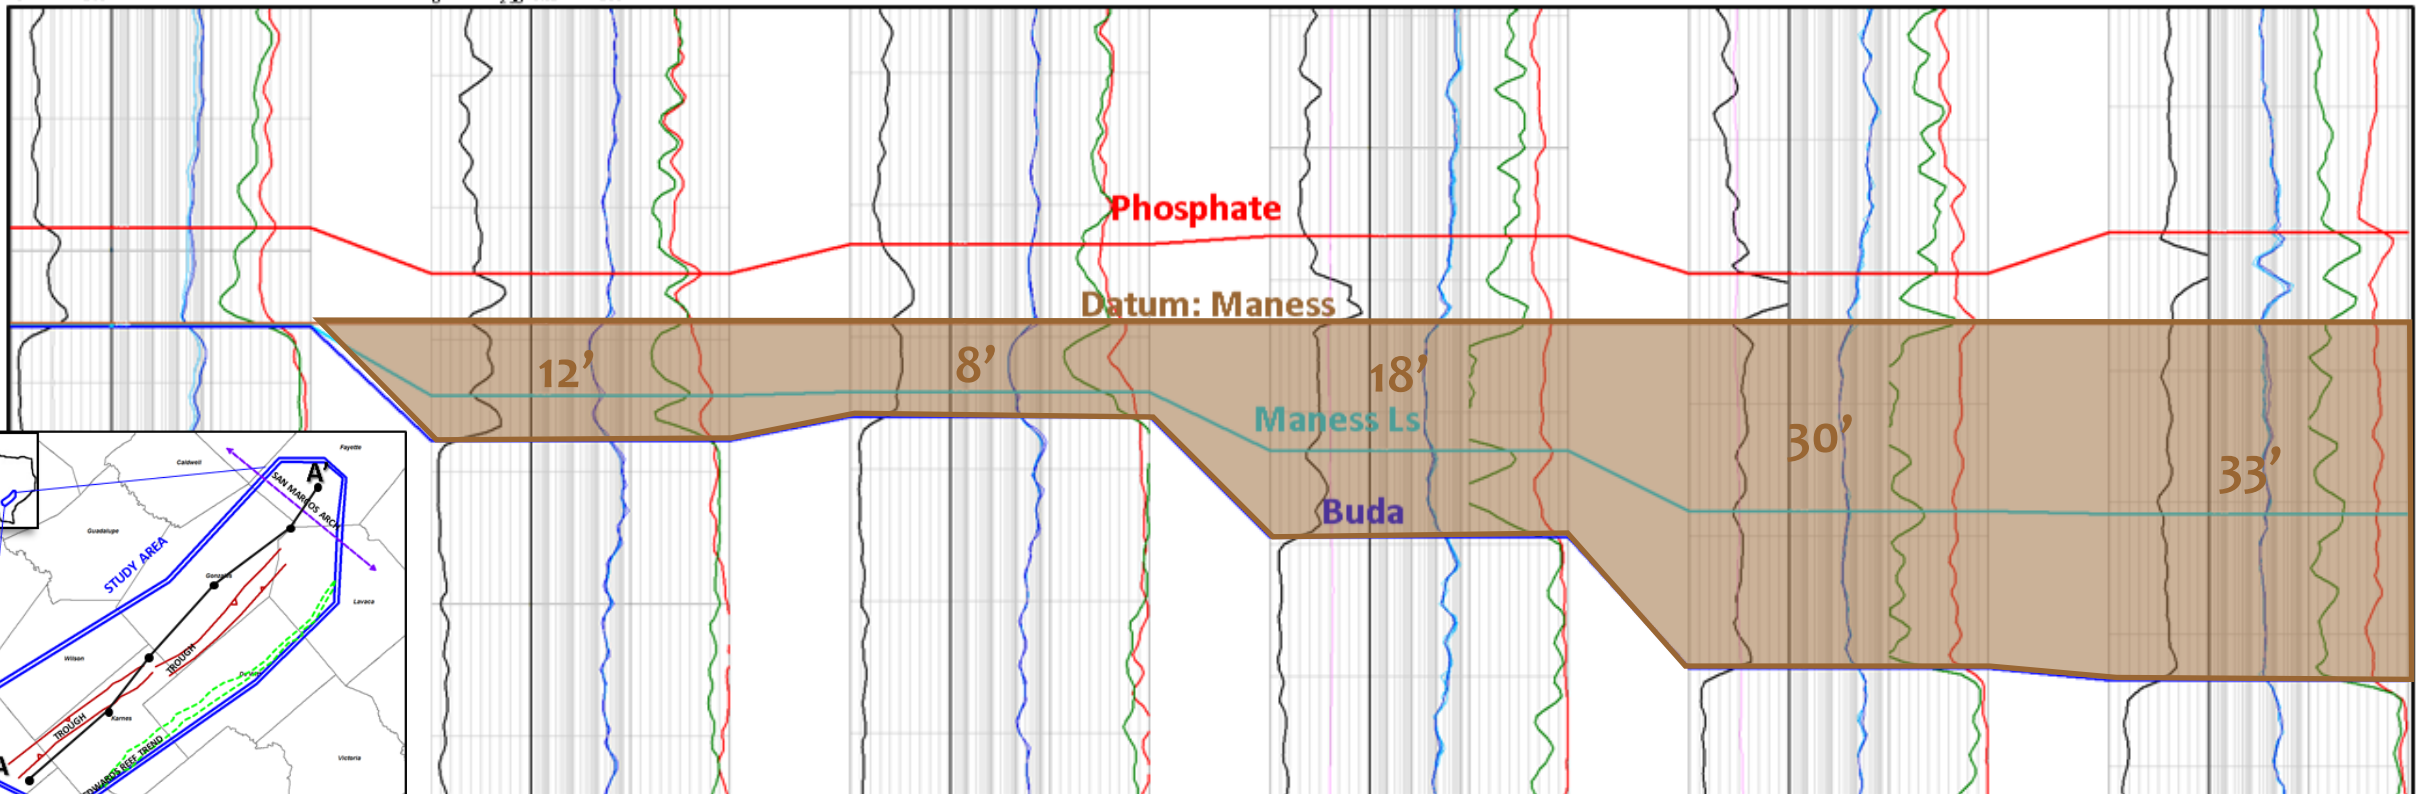 Phosphate
Datum: Maness
12’
8’
18’
Maness Ls
30’
33’
Buda
Caldwell
Fayette
A’
SAN MARCOS ARCH
Guadalupe
STUDY AREA
Gonzales
Lavaca
Wilson
TROUGH
DeWitt
TROUGH
Karnes
EDWARDS REEF TREND
Victoria
A